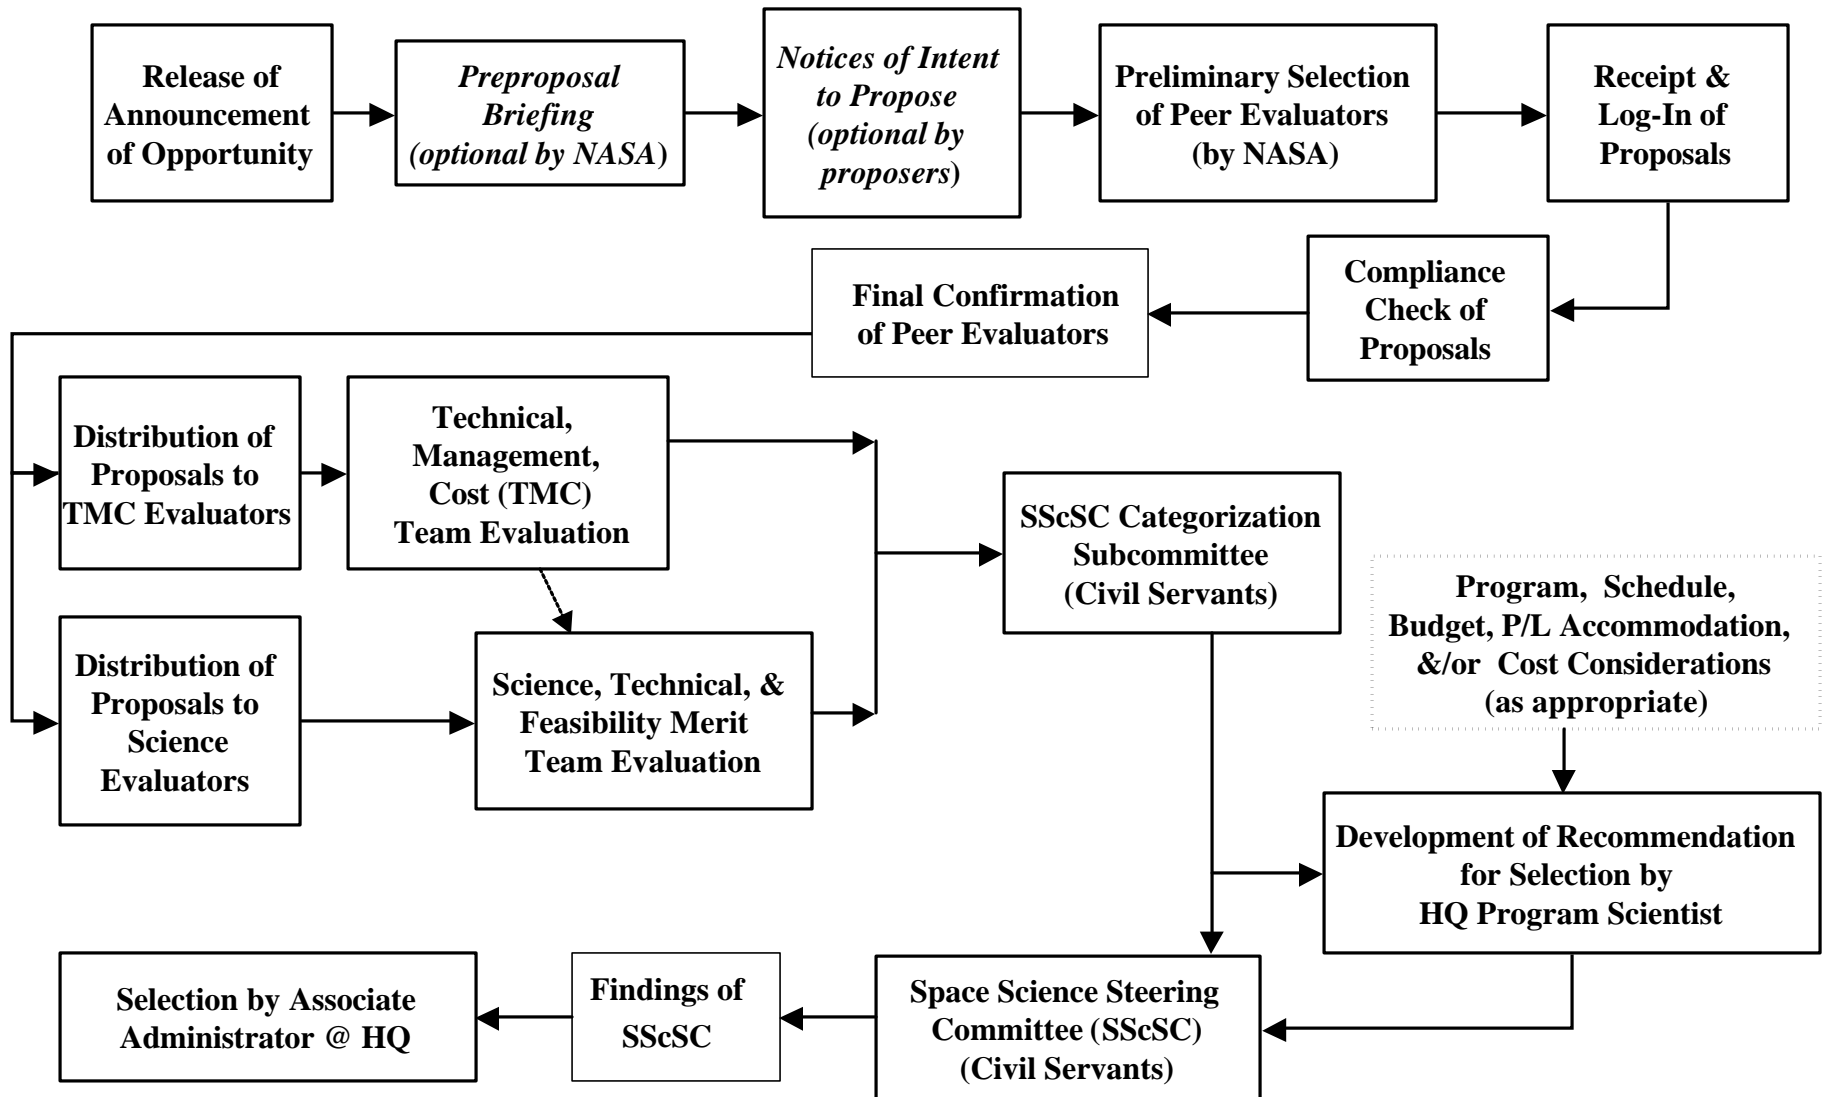 Release of
Announcement
of Opportunity
Preproposal
Briefing
(optional by NASA)
Notices of Intent
to Propose
(optional by
proposers)
Preliminary Selection
of Peer Evaluators
(by NASA)
Receipt &
Log-In of
Proposals
Compliance
Check of
Proposals
Final Confirmation
of Peer Evaluators
Distribution of
Proposals to
TMC Evaluators
Technical,
Management,
Cost (TMC)
Team Evaluation
Distribution of
Proposals to
Science
Evaluators
Science, Technical, &
Feasibility Merit
Team Evaluation
SScSC Categorization
Subcommittee
(Civil Servants)
Program, Schedule,
Budget, P/L Accommodation,
&/or Cost Considerations
(as appropriate)
Development of Recommendation
for Selection by
HQ Program Scientist
Space Science Steering
Committee (SScSC)
(Civil Servants)
Findings of
SScSC
Selection by Associate
Administrator @ HQ